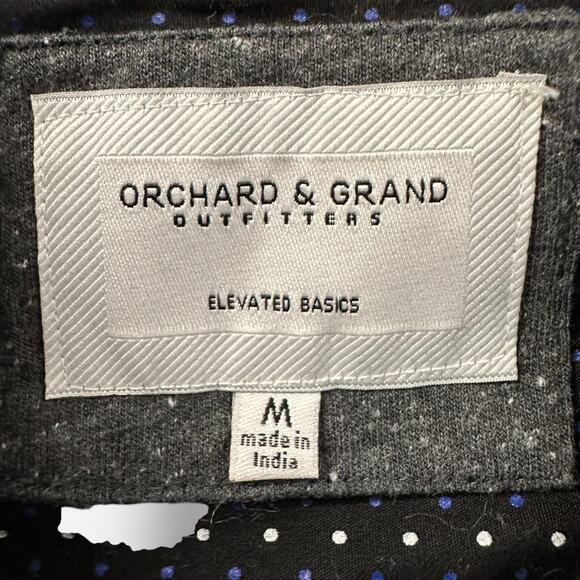 ORCHARD & GRAND
OUTFITTERS
ELEVATED BASICS
M
made in
India